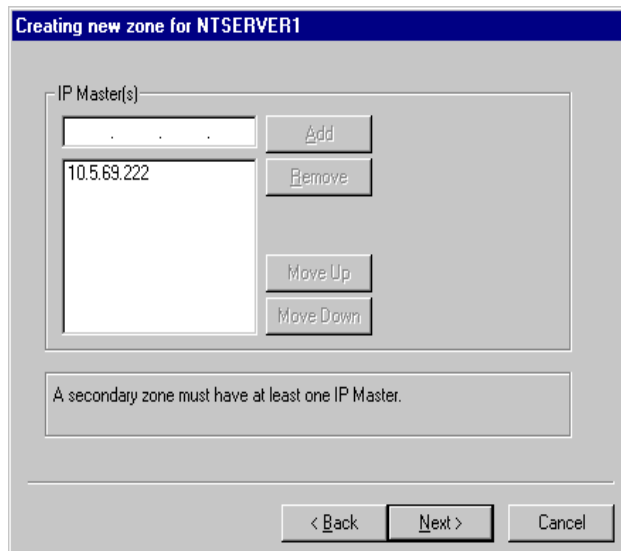 Creating new zone for NTSERVER1
IP Master(s)
. . .
Add
10.5.69.222
Remove
Move Up
Move Down
A secondary zone must have at least one IP Master.
< Back
Next >
Cancel